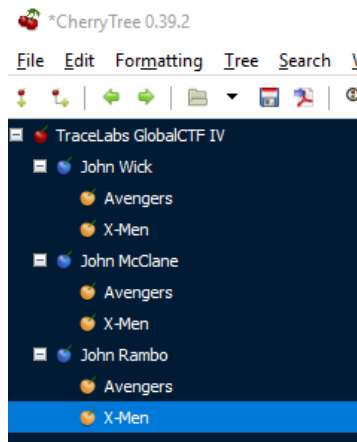 *CherryTree 0.39.2
File Edit Formatting Tree Search
TraceLabs GlobalCTF IV
John Wick
Avengers
X-Men
John McClane
Avengers
X-Men
John Rambo
Avengers
X-Men